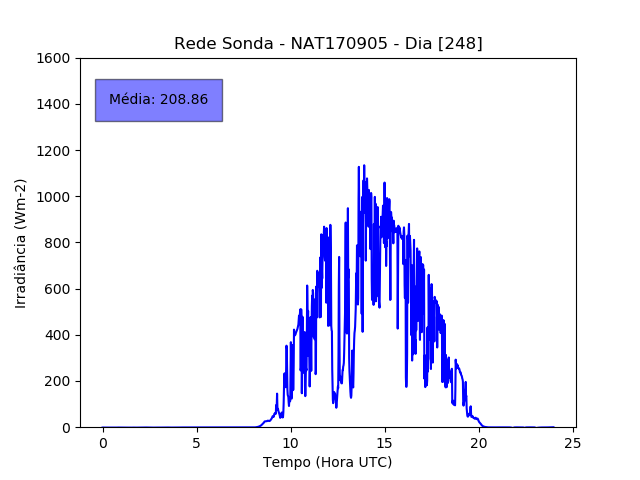 Rede Sonda - NAT170905 - Dia [248]
Média: 208.86
Irradiância (Wm-2)
1600
1400
1200
1000
800
600
400
200
0
0 5 10 15 20 25
Tempo (Hora UTC)